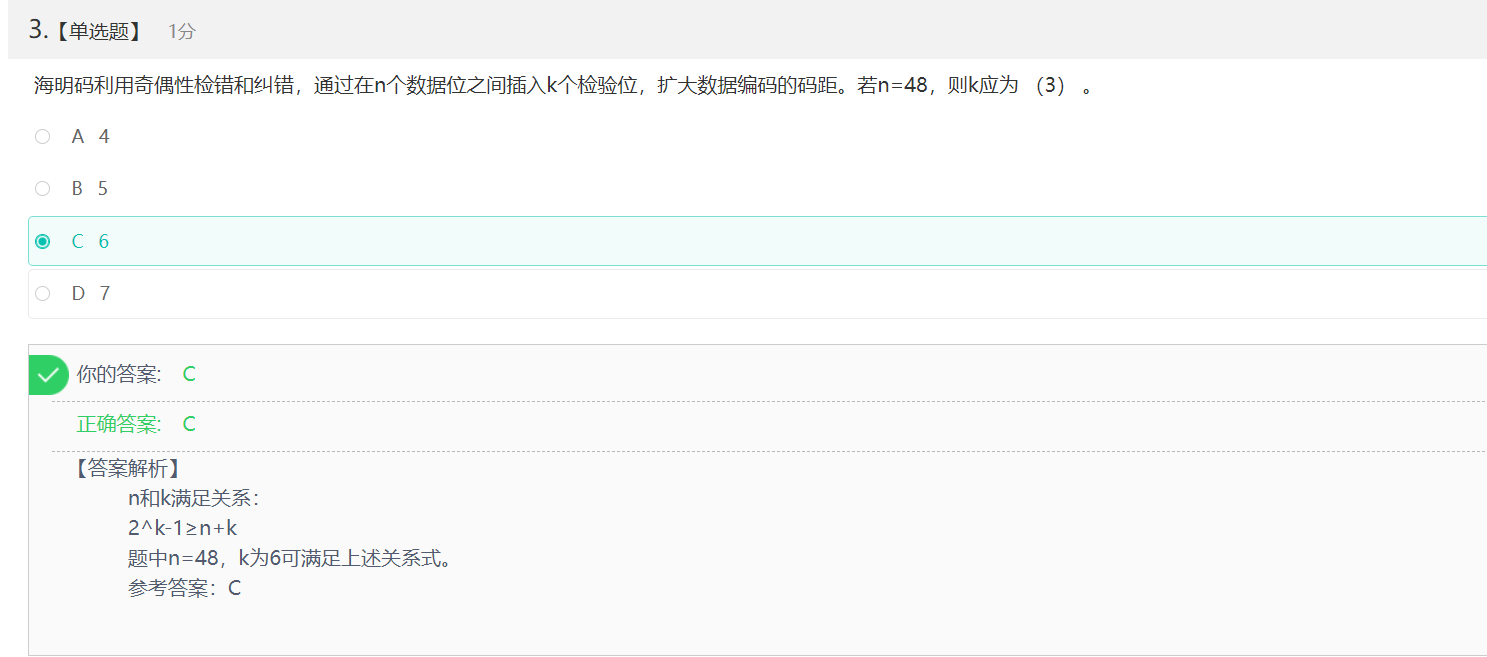 3.【单选题】 1分
海明码利用奇偶性检错和纠错，通过在n个数据位之间插入k个检验位，扩大数据编码的码距。若n=48，则k应为 （3） 。
A 4
B 5
C 6
D 7
你的答案: C
正确答案: C
【答案解析】
n和k满足关系：
2^k-1≥n+k
题中n=48，k为6可满足上述关系式。
参考答案：C